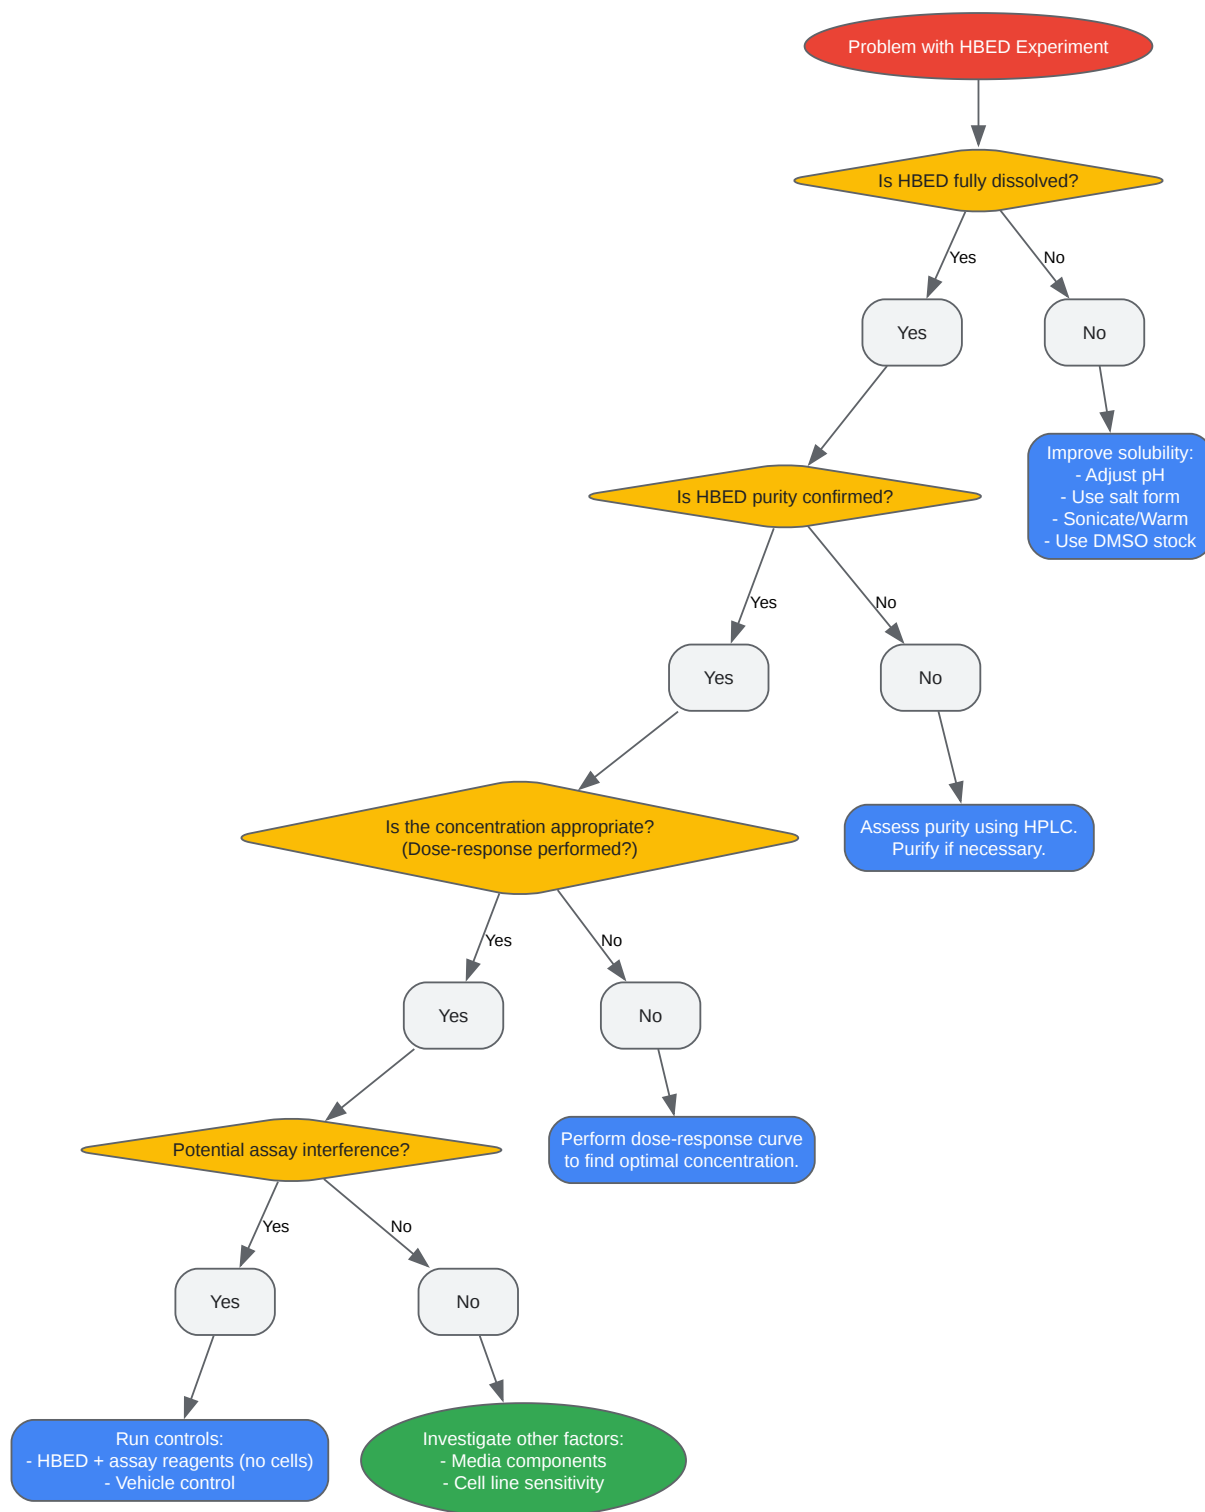 Problem with HBED Experiment
Is HBED fully dissolved?
Yes
No
Yes
No
Improve solubility:
- Adjust pH
- Use salt form
- Sonicate/Warm
- Use DMSO stock
Is HBED purity confirmed?
Yes
No
Yes
No
Assess purity using HPLC.
Purify if necessary.
Is the concentration appropriate?
(Dose-response performed?)
Yes
No
Yes
No
Perform dose-response curve
to find optimal concentration.
Potential assay interference?
Yes
No
Yes
No
Run controls:
- HBED + assay reagents (no cells)
- Vehicle control
Investigate other factors:
- Media components
- Cell line sensitivity